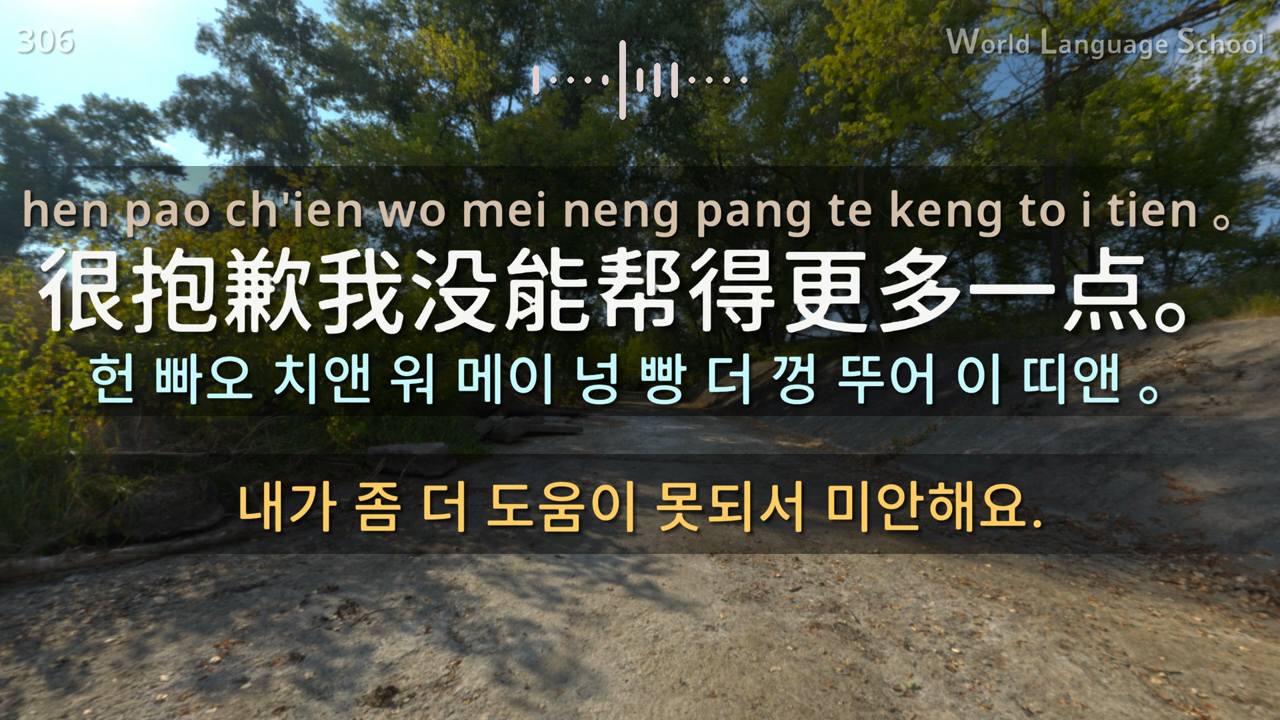 306
World Language School
hen pao ch'ien wo mei neng pang te keng to i tien 。
很抱歉我没能帮得更多一点。
헌 빠오 치앤 워 메이 넝 빵 더 껑 뚜어 이 띠앤 。
내가 좀 더 도움이 못되서 미안해요.